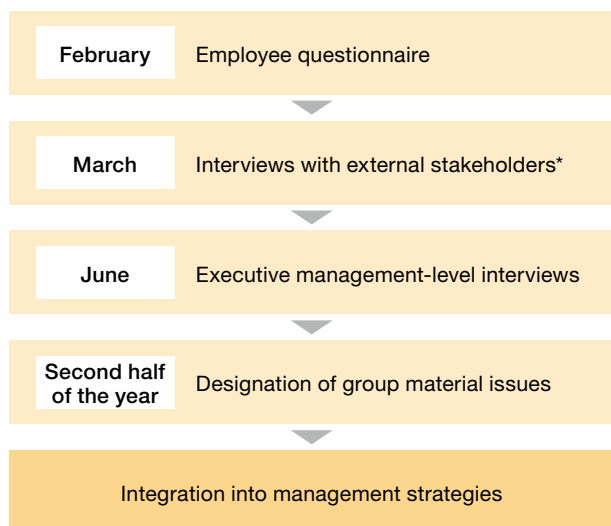 February Employee questionnaire
March Interviews with external stakeholders*
June Executive management-level interviews
Second half
of the year Designation of group material issues
Integration into management strategies